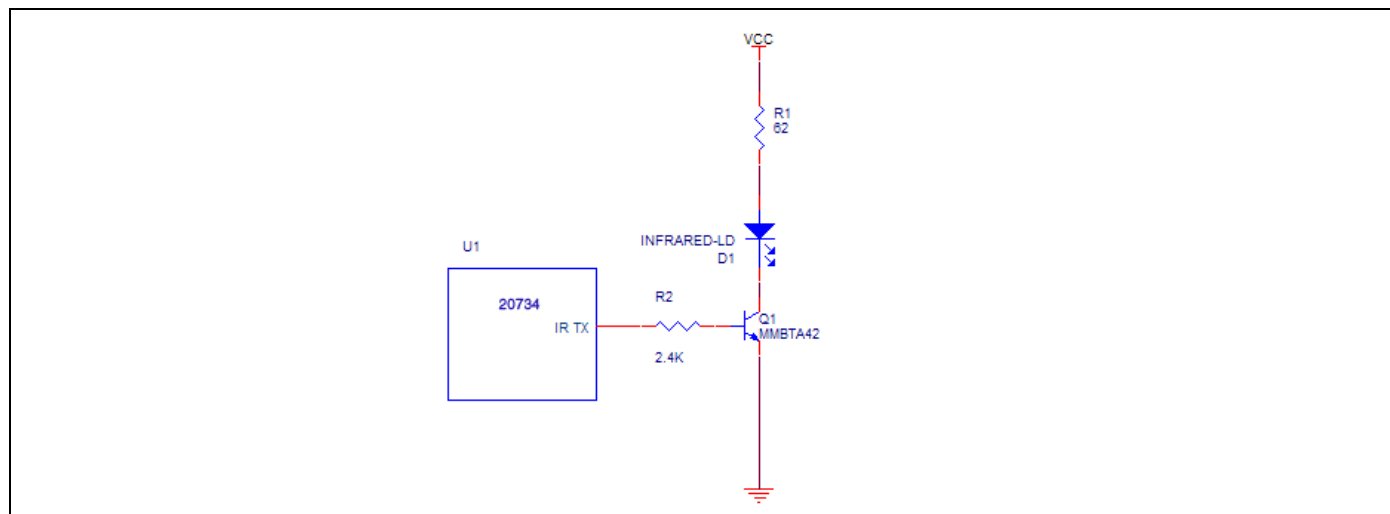 VCC
R1
62
INFRARED-LD
D1
U1
20734
IR TX
R2
2.4K
Q1
MMBTA42